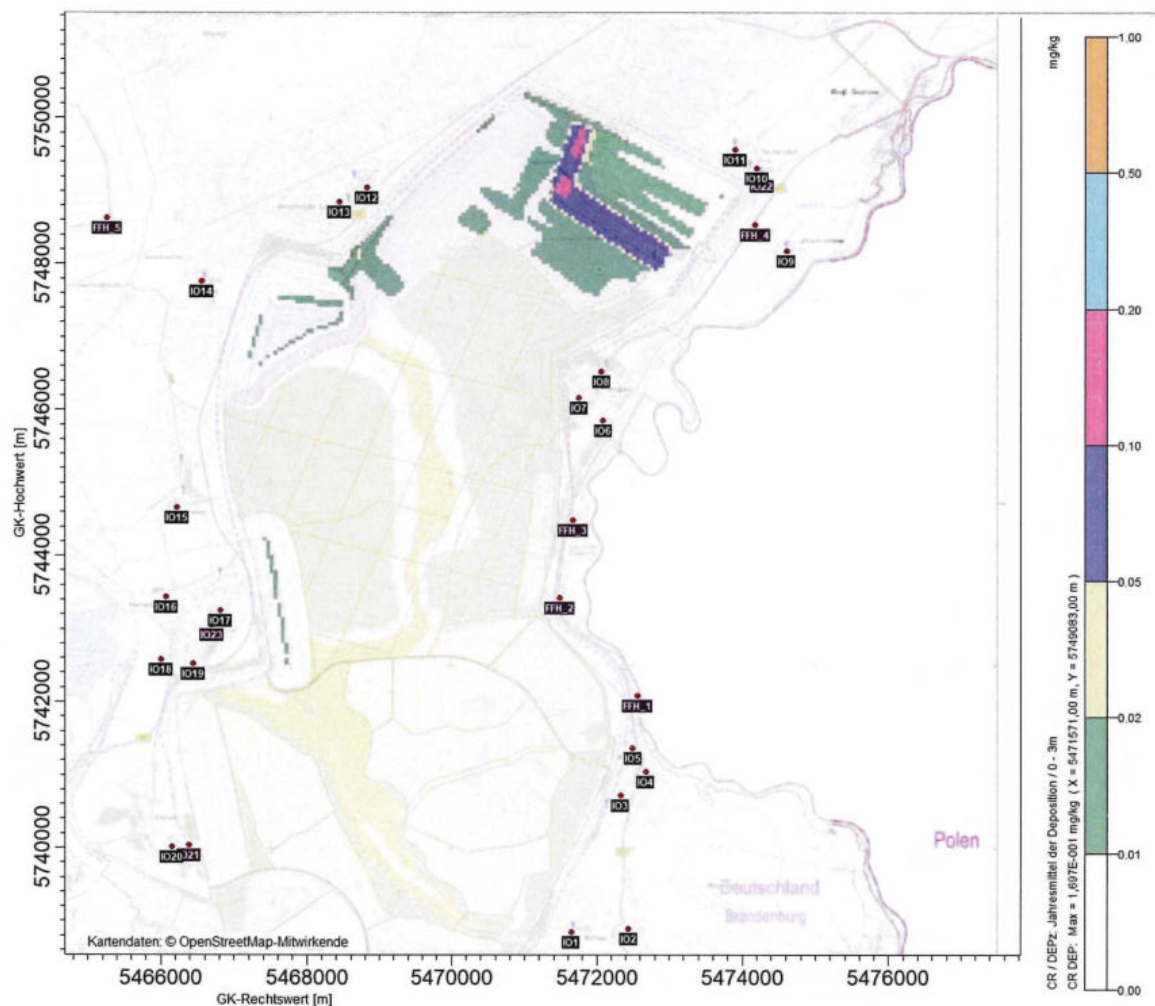 mg/kg
1.00
0.50
0.20
0.10
0.05
0.02
0.01
0.00
CR / DEPz: Jahresmittel der Deposition / 0 - 3m
CR DEP: Max = 1,697E-001 mg/kg ( X = 5471571,00 m, Y = 5749083,00 m )
GK-Hochwert [m]
5750000
5748000
5746000
5744000
5742000
5740000
IO11
IO10
IO22
IO12
IO13
FFH_5
FFH_4
IO9
IO14
IO8
IO7
IO6
IO15
FFH_3
FFH_2
IO16
IO17
IO23
IO18
IO19
FFH_1
IO5
IO4
IO3
IO20
IO21
Polen
Deutschland
Brandenburg
IO1
IO2
Kartendaten: © OpenStreetMap-Mitwirkende
5466000 5468000 5470000 5472000 5474000 5476000
GK-Rechtswert [m]